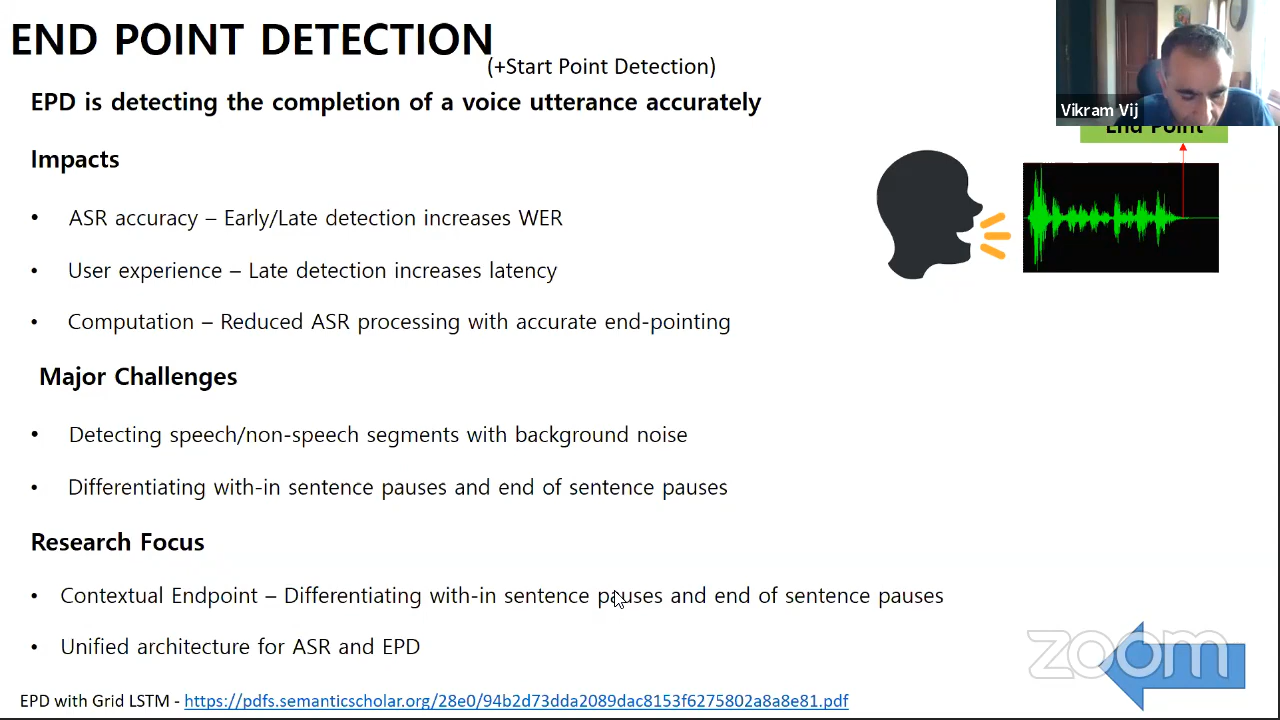 END POINT DETECTION
(+Start Point Detection)
EPD is detecting the completion of a voice utterance accurately
Vikram Vij
End Point
Impacts
• ASR accuracy – Early/Late detection increases WER
• User experience – Late detection increases latency
• Computation – Reduced ASR processing with accurate end-pointing
Major Challenges
• Detecting speech/non-speech segments with background noise
• Differentiating with-in sentence pauses and end of sentence pauses
Research Focus
• Contextual Endpoint – Differentiating with-in sentence pauses and end of sentence pauses
• Unified architecture for ASR and EPD
zoom
EPD with Grid LSTM - https://pdfs.semanticscholar.org/28e0/94b2d73dda2089dac8153f6275802a8a8e81.pdf